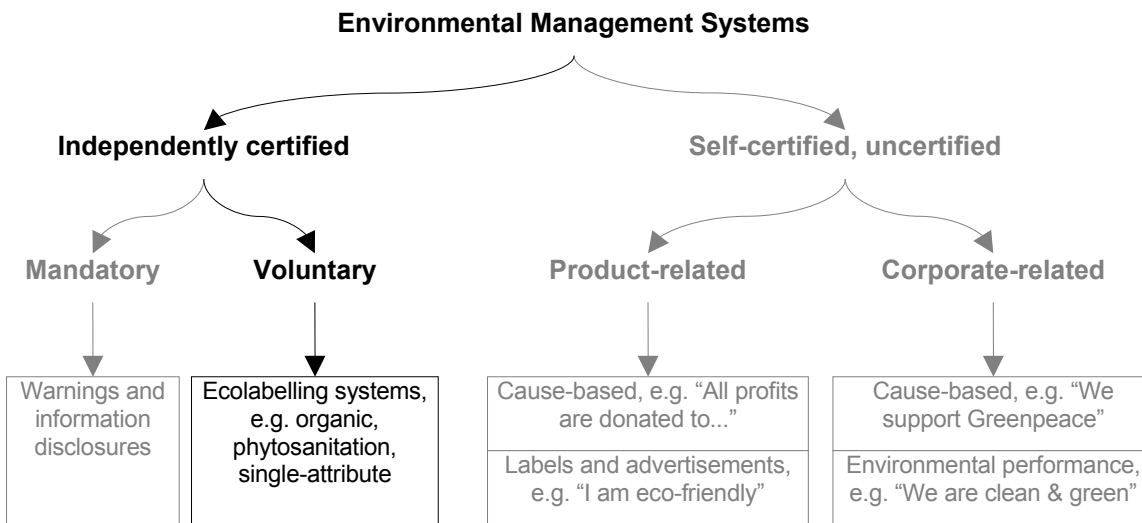 Environmental Management Systems
Independently certified
Self-certified, uncertified
Mandatory
Voluntary
Product-related
Corporate-related
Warnings and
information
disclosures
Ecolabelling systems,
e.g. organic,
phytosanitation,
single-attribute
Cause-based, e.g. “All profits
are donated to...”
Labels and advertisements,
e.g. “I am eco-friendly”
Cause-based, e.g. “We
support Greenpeace”
Environmental performance,
e.g. “We are clean & green”